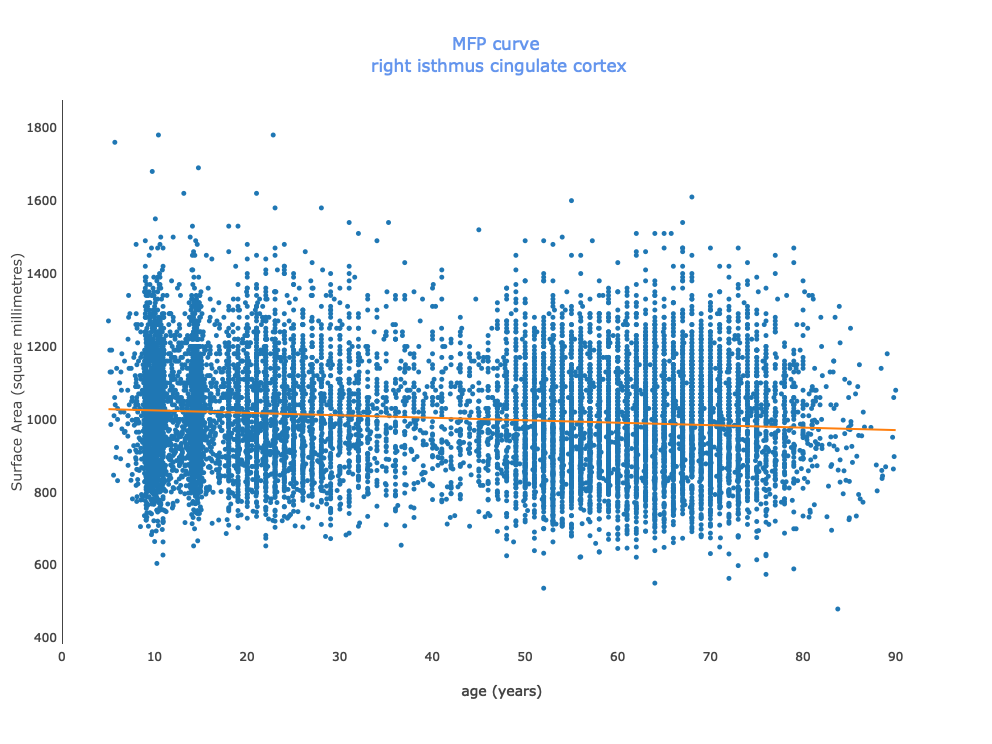 MFP curve
right isthmus cingulate cortex
Surface Area (square millimetres)
1800
1600
1400
1200
1000
800
600
400
0 10 20 30 40 50 60 70 80 90
age (years)